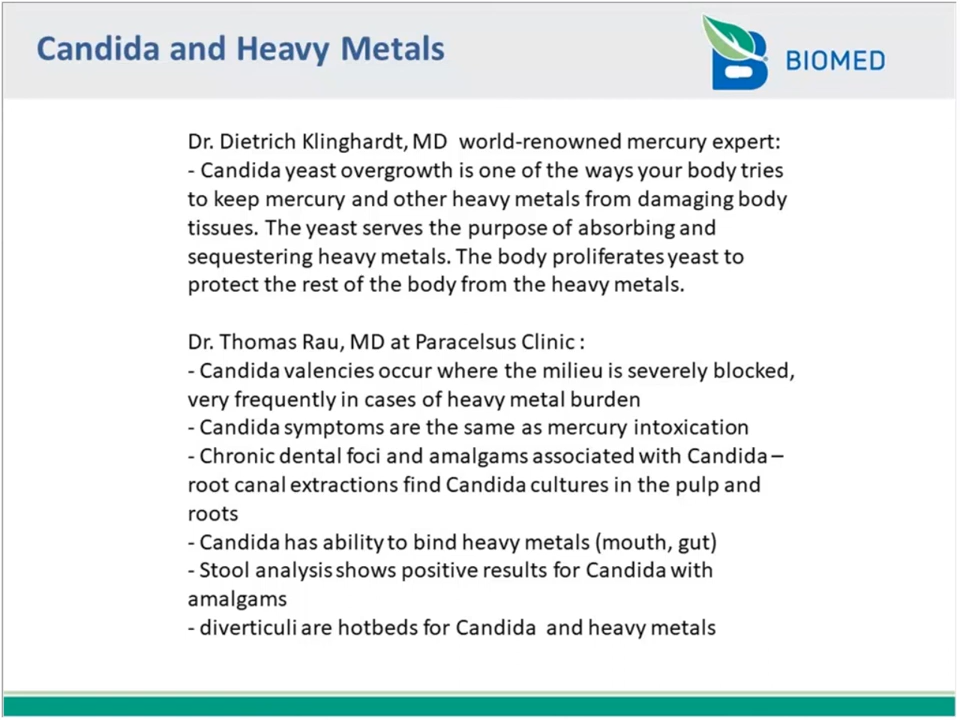 Candida and Heavy Metals
BIOMED
Dr. Dietrich Klinghardt, MD world-renowned mercury expert:
- Candida yeast overgrowth is one of the ways your body tries
to keep mercury and other heavy metals from damaging body
tissues. The yeast serves the purpose of absorbing and
sequestering heavy metals. The body proliferates yeast to
protect the rest of the body from the heavy metals.
Dr. Thomas Rau, MD at Paracelsus Clinic :
- Candida valencies occur where the milieu is severely blocked,
very frequently in cases of heavy metal burden
- Candida symptoms are the same as mercury intoxication
- Chronic dental foci and amalgams associated with Candida –
root canal extractions find Candida cultures in the pulp and
roots
- Candida has ability to bind heavy metals (mouth, gut)
- Stool analysis shows positive results for Candida with
amalgams
- diverticuli are hotbeds for Candida and heavy metals